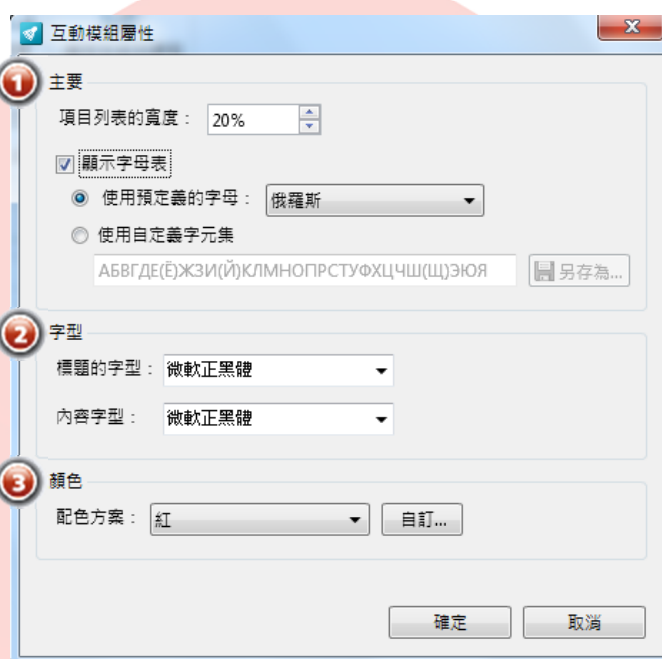 互動模組屬性
1
主要
項目列表的寬度： 20%
顯示字母表
使用預定義的字母： 俄羅斯
使用自定義字元集
АБВГДЕ(Ё)ЖЗИ(Й)КЛМНОПРСТУФХЦЧШ(Щ)ЭЮЯ 另存為...
2
字型
標題的字型： 微軟正黑體
內容字型： 微軟正黑體
3
顏色
配色方案： 紅 自訂...
確定 取消